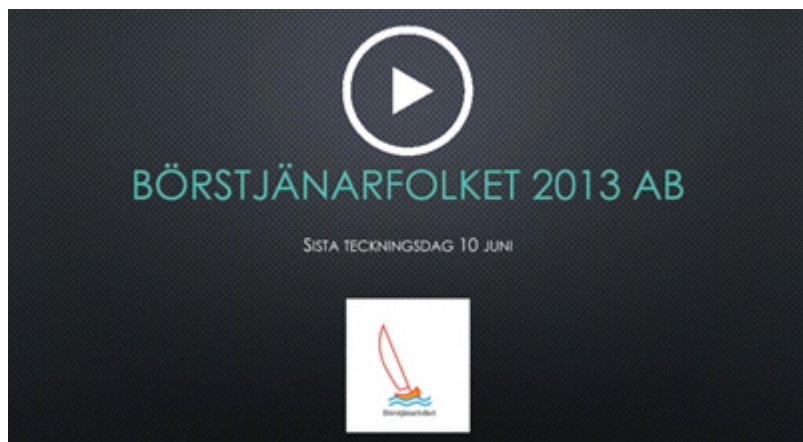 BÖRSTJÄNARFOLKET 2013 AB
SISTA TECKNINGSDAG 10 JUNI
Börstjänarfolket